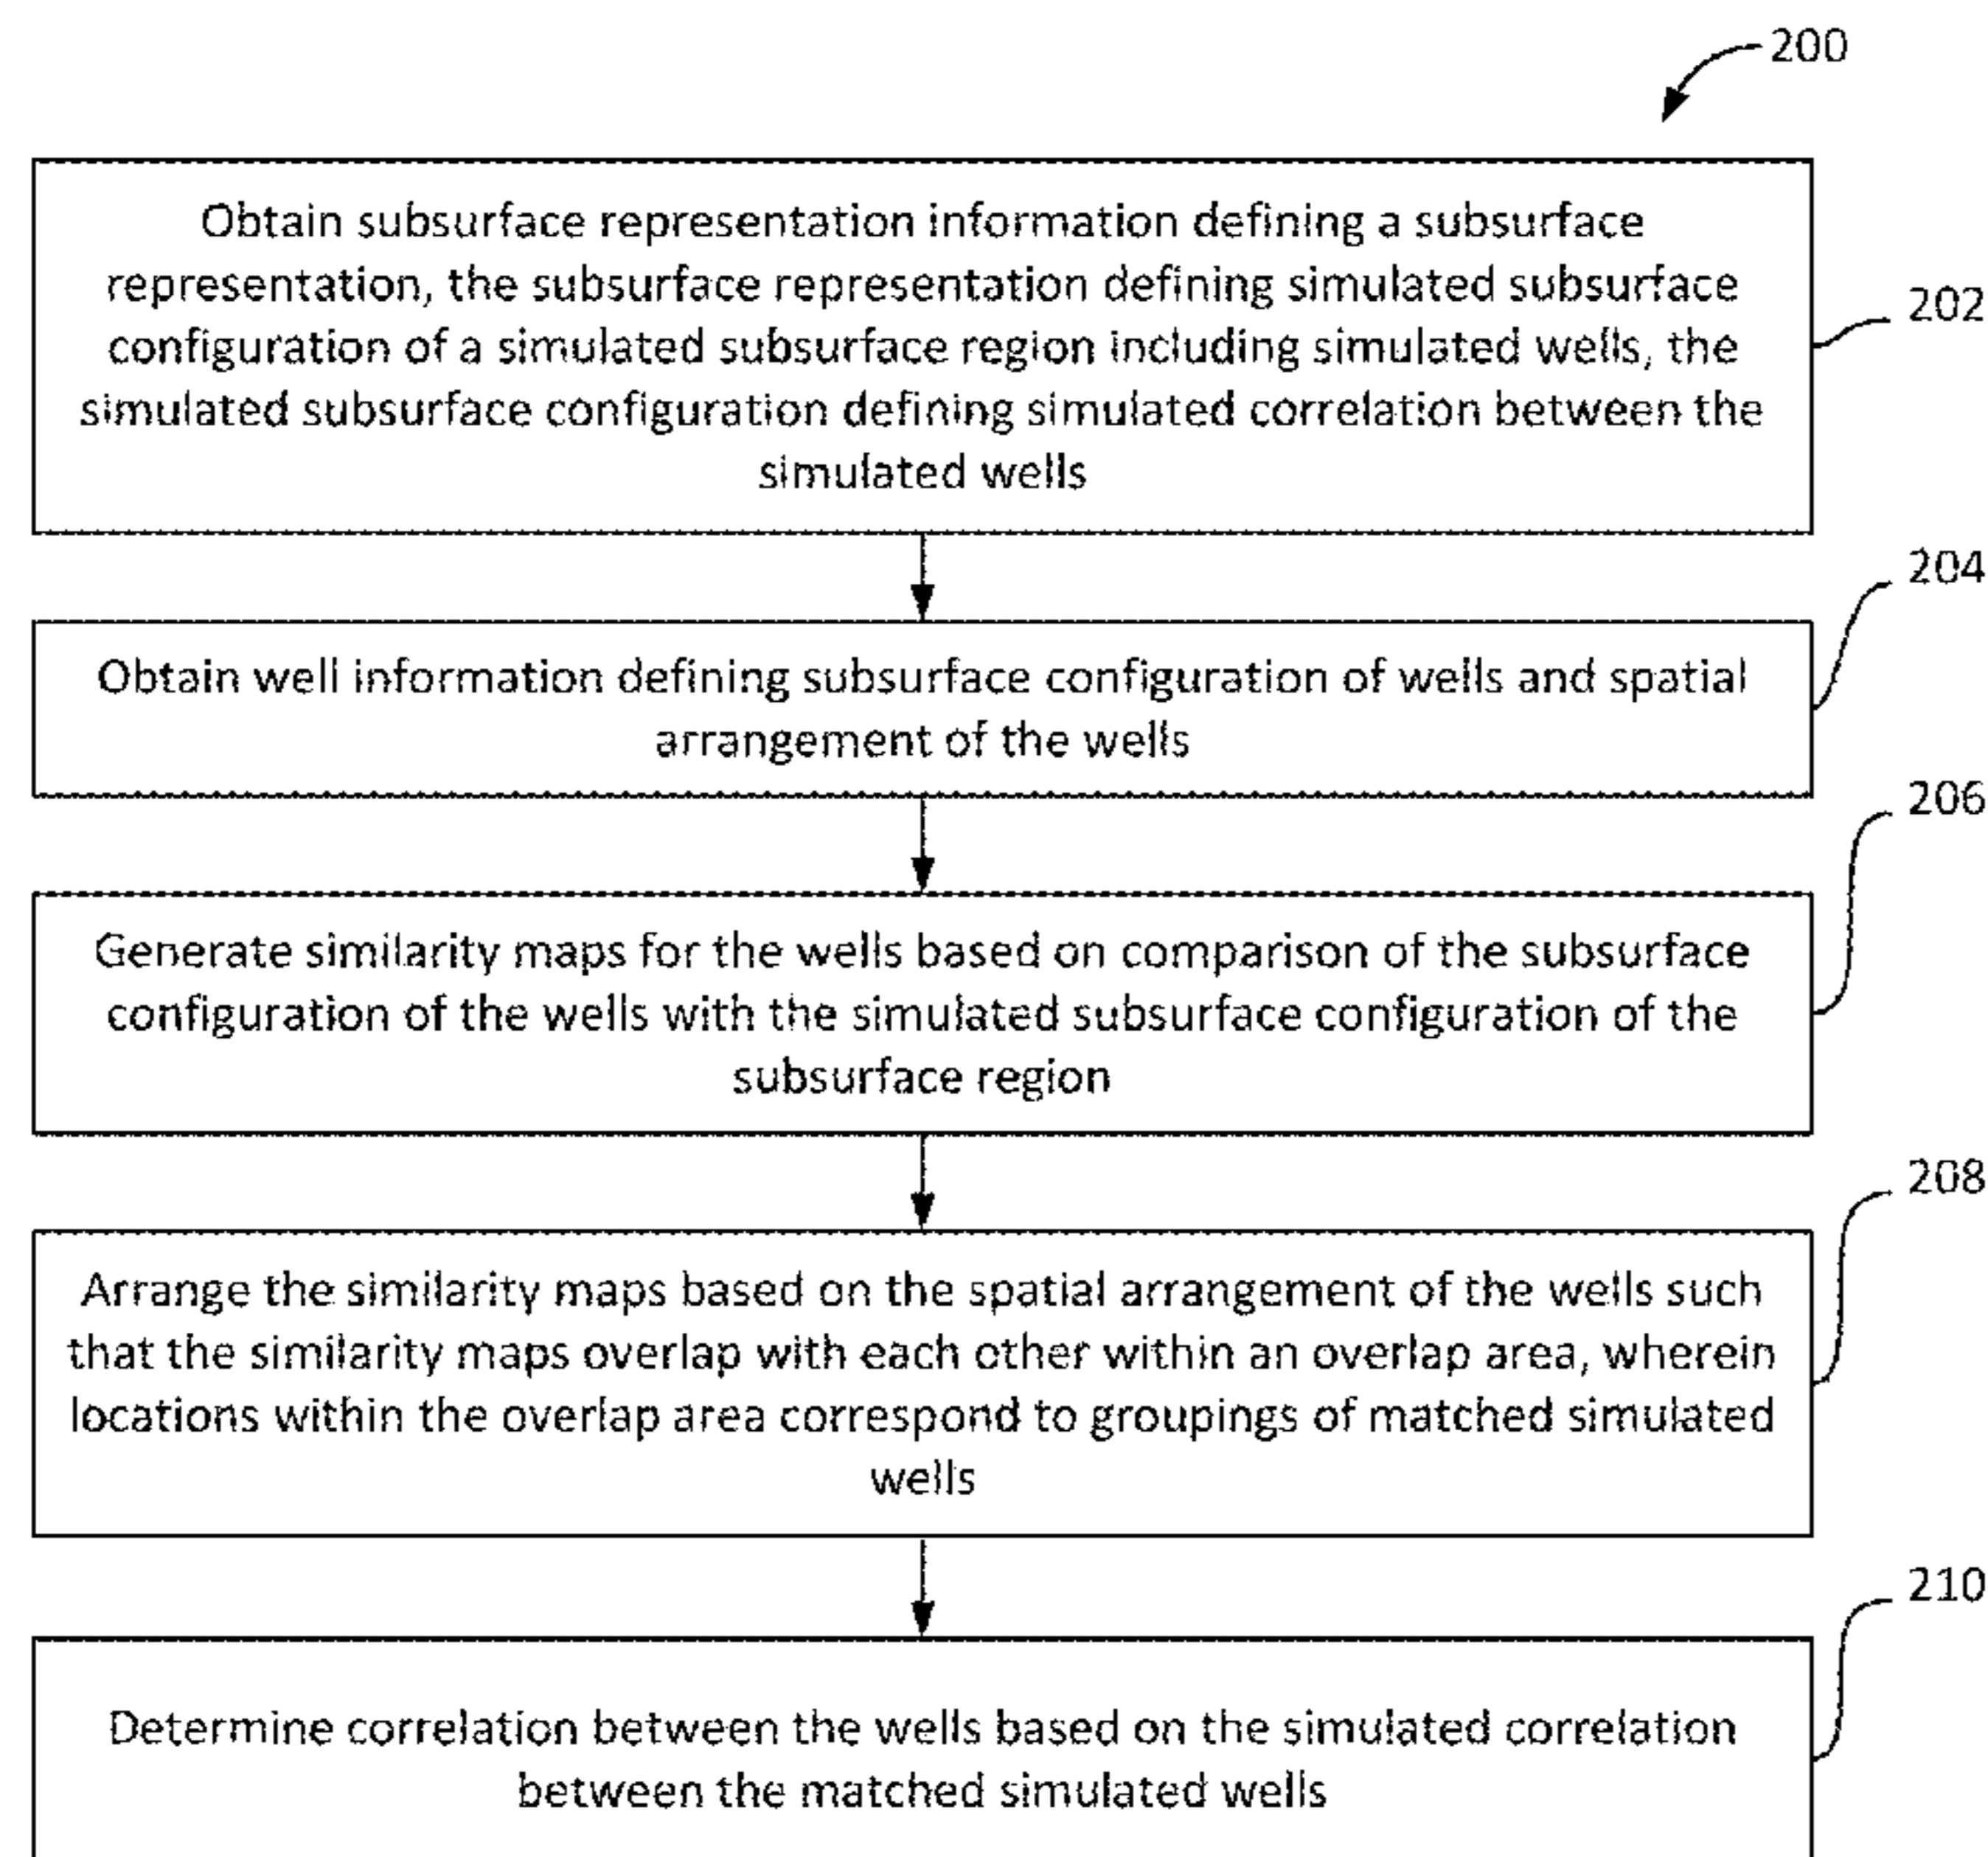 200
Obtain subsurface representation information defining a subsurface
representation, the subsurface representation defining simulated subsurface
configuration of a simulated subsurface region including simulated wells, the
simulated subsurface configuration defining simulated correlation between the
simulated wells
202
204
Obtain well information defining subsurface configuration of wells and spatial
arrangement of the wells
206
Generate similarity maps for the wells based on comparison of the subsurface
configuration of the wells with the simulated subsurface configuration of the
subsurface region
208
Arrange the similarity maps based on the spatial arrangement of the wells such
that the similarity maps overlap with each other within an overlap area, wherein
locations within the overlap area correspond to groupings of matched simulated
wells
210
Determine correlation between the wells based on the simulated correlation
between the matched simulated wells